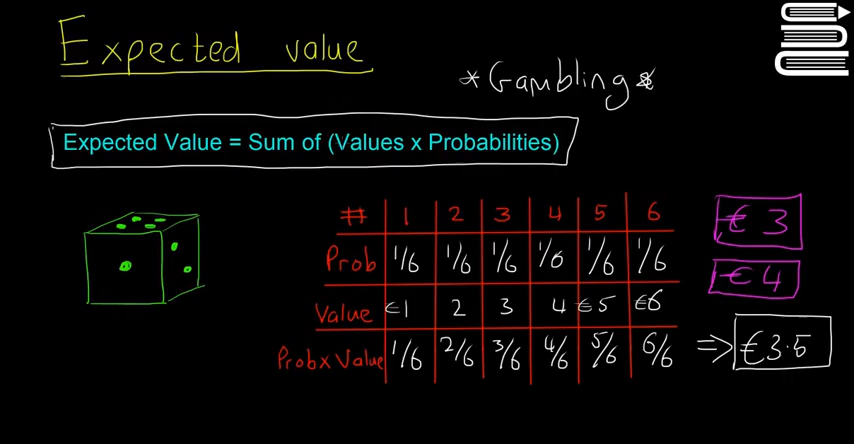 Expected value
*Gambling*
Expected Value = Sum of (Values x Probabilities)
# 1 2 3 4 5 6
Prob 1/6 1/6 1/6 1/6 1/6 1/6
Value €1 2 3 4 €5 €6
Prob x Value 1/6 2/6 3/6 4/6 5/6 6/6
€3
€4
=> €3.5